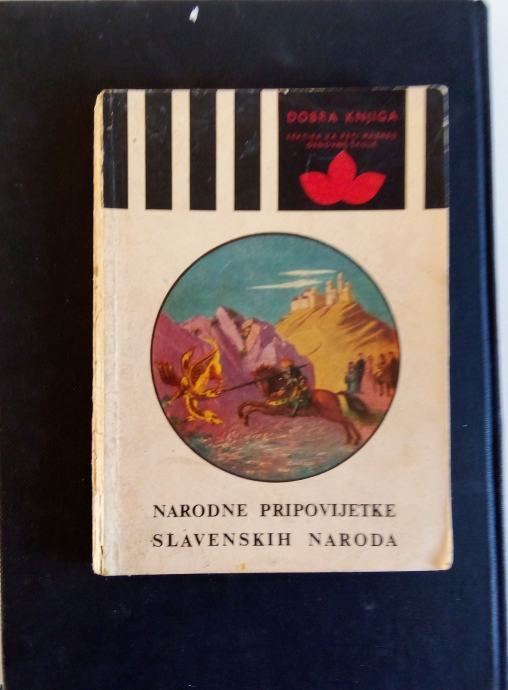 DOBRA KNJIGA
NARODNE PRIPOVIJETKE
SLAVENSKIH NARODA